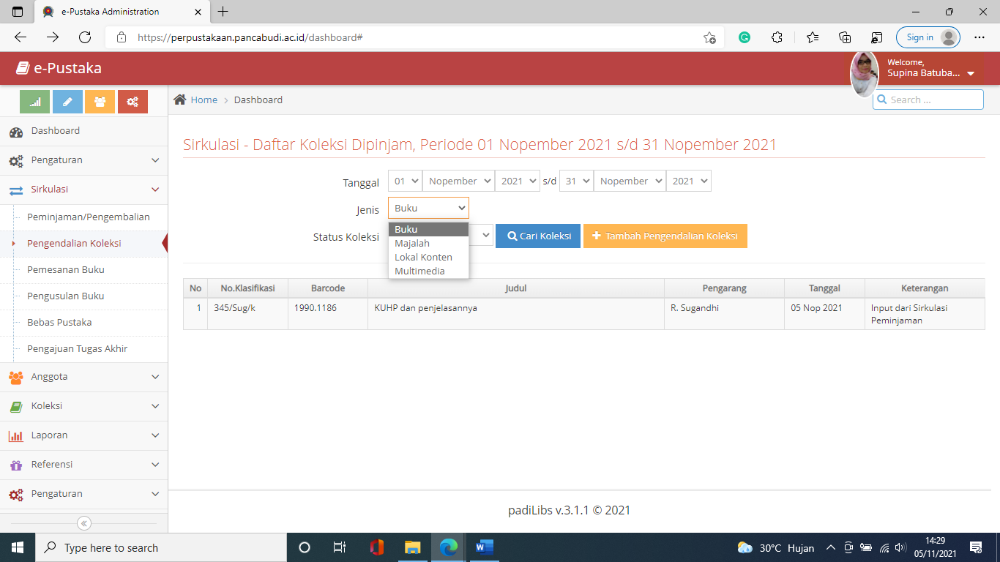 e-Pustaka Administration
https://perpustakaan.pancabudi.ac.id/dashboard#
Sign in
e-Pustaka
Welcome,
Supina Batuba...
Home > Dashboard
Search ...
Dashboard
Pengaturan
Sirkulasi
Peminjaman/Pengembalian
Pengendalian Koleksi
Pemesanan Buku
Pengusulan Buku
Bebas Pustaka
Pengajuan Tugas Akhir
Anggota
Koleksi
Laporan
Referensi
Pengaturan
Sirkulasi - Daftar Koleksi Dipinjam, Periode 01 Nopember 2021 s/d 31 Nopember 2021
Tanggal 01 Nopember 2021 s/d 31 Nopember 2021
Jenis Buku
Buku
Majalah
Lokal Konten
Multimedia
Status Koleksi Cari Koleksi Tambah Pengendalian Koleksi
No No.Klasifikasi Barcode Judul Pengarang Tanggal Keterangan
1 345/Sug/k 1990.1186 KUHP dan penjelasannya R. Sugandhi 05 Nop 2021 Input dari Sirkulasi
Peminjaman
padiLibs v.3.1.1 © 2021
Type here to search
30°C Hujan
14:29
05/11/2021